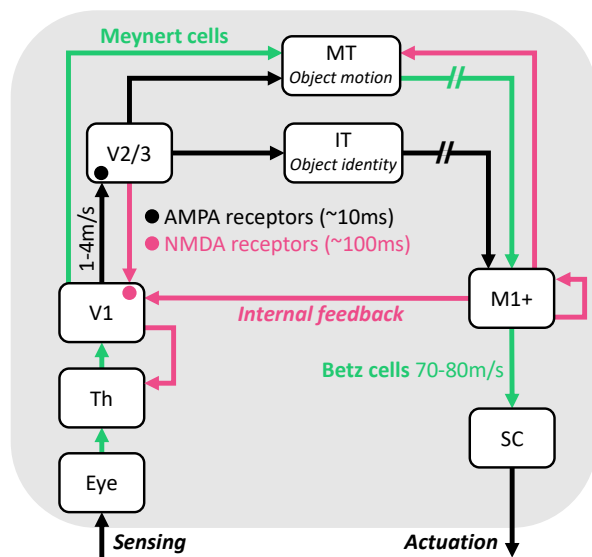 Meynert cells
MT
Object motion
V2/3
IT
Object identity
1-4m/s
AMPA receptors (~10ms)
NMDA receptors (~100ms)
V1
Internal feedback
M1+
Th
Betz cells 70-80m/s
SC
Eye
Sensing
Actuation